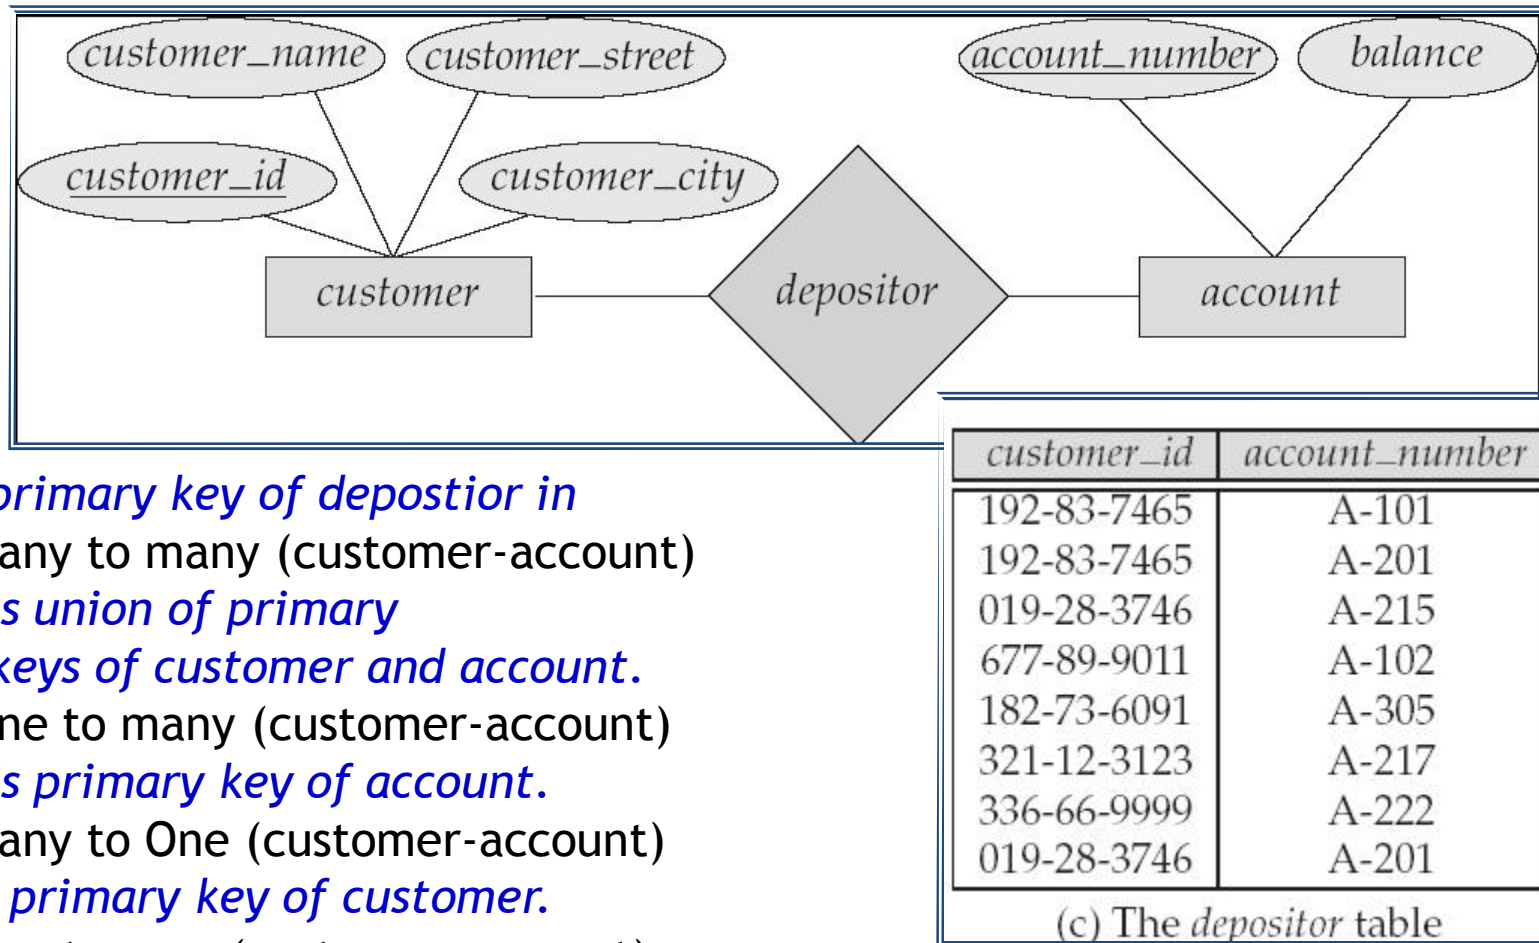 customer_name customer_street account_number balance
customer_id customer_city
customer depositor account
primary key of depostior in
any to many (customer-account)
s union of primary
keys of customer and account.
ne to many (customer-account)
s primary key of account.
any to One (customer-account)
primary key of customer.
customer_id account_number
192-83-7465 A-101
192-83-7465 A-201
019-28-3746 A-215
677-89-9011 A-102
182-73-6091 A-305
321-12-3123 A-217
336-66-9999 A-222
019-28-3746 A-201
(c) The depositor table